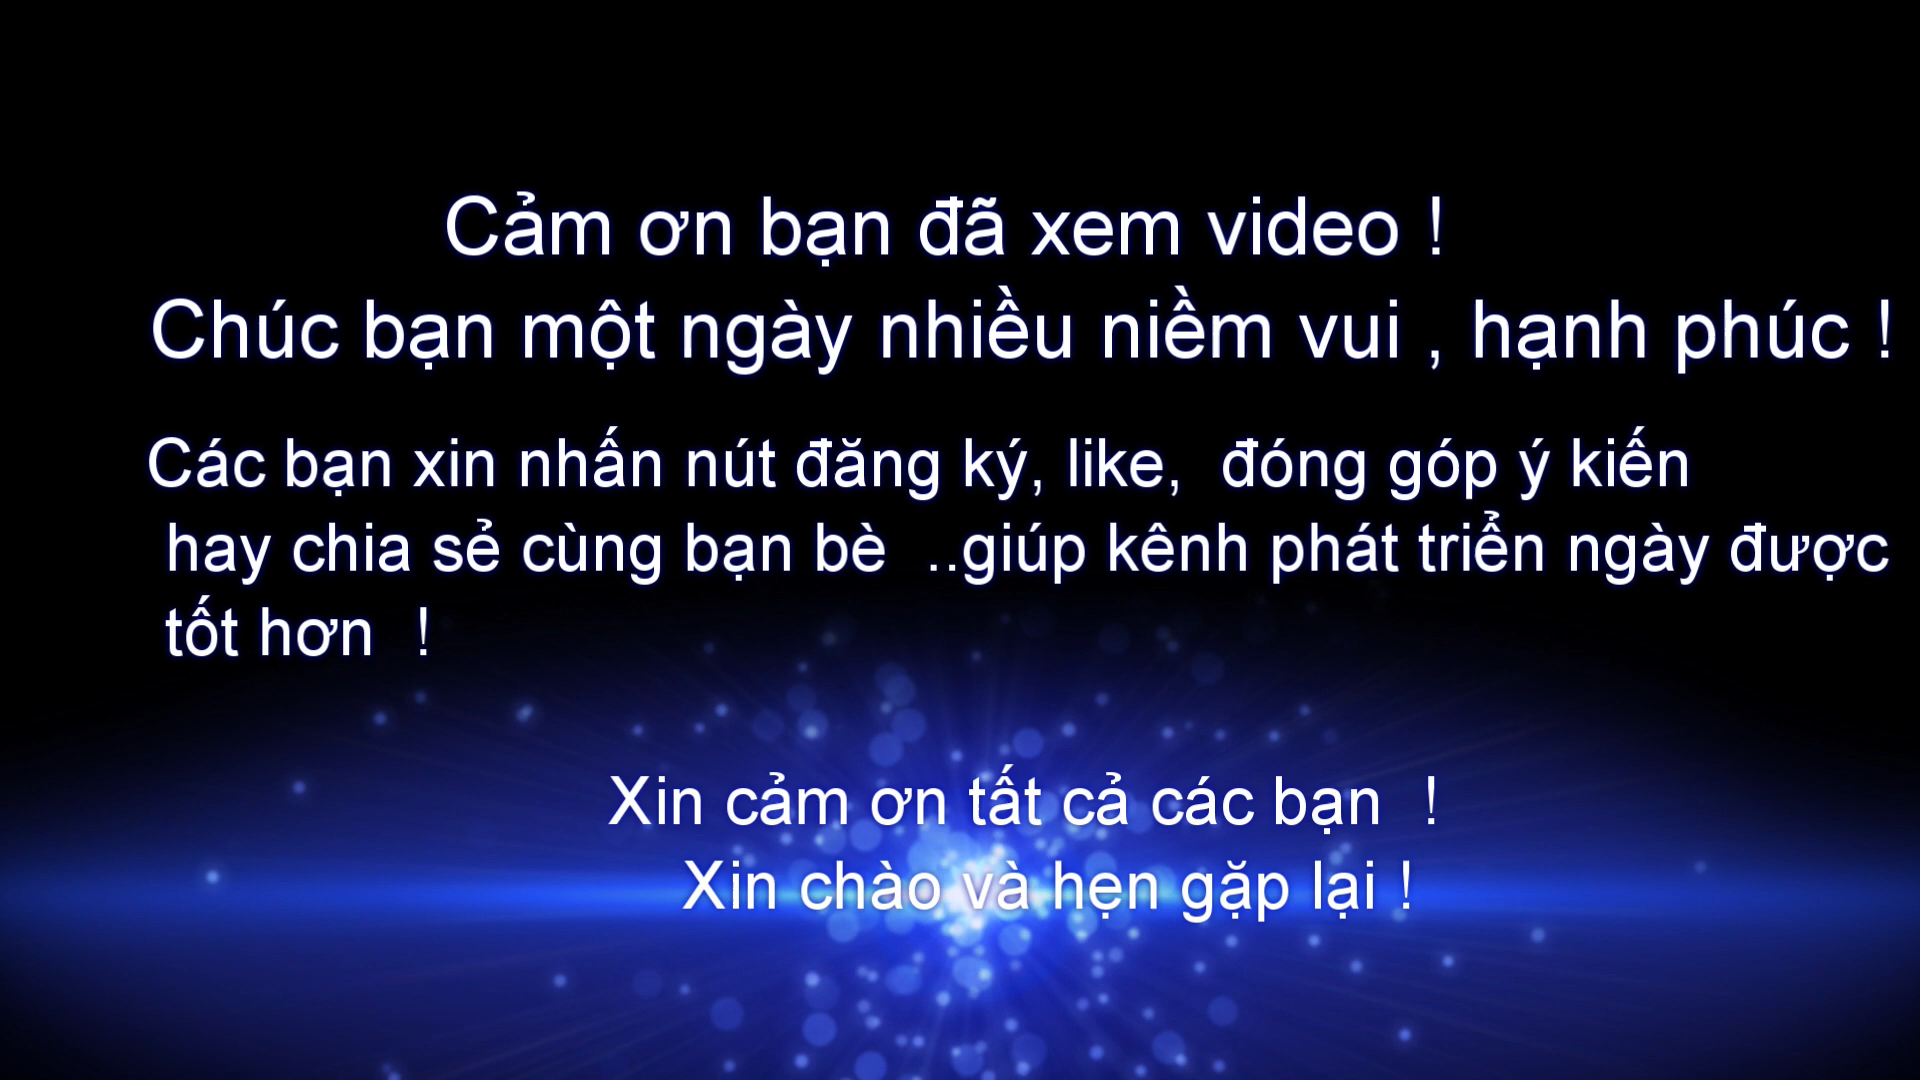 Cảm ơn bạn đã xem video !
Chúc bạn một ngày nhiều niềm vui , hạnh phúc !
Các bạn xin nhấn nút đăng ký, like,  đóng góp ý kiến
hay chia sẻ cùng bạn bè  ..giúp kênh phát triển ngày được
tốt hơn  !
Xin cảm ơn tất cả các bạn  !
Xin chào và hẹn gặp lại !